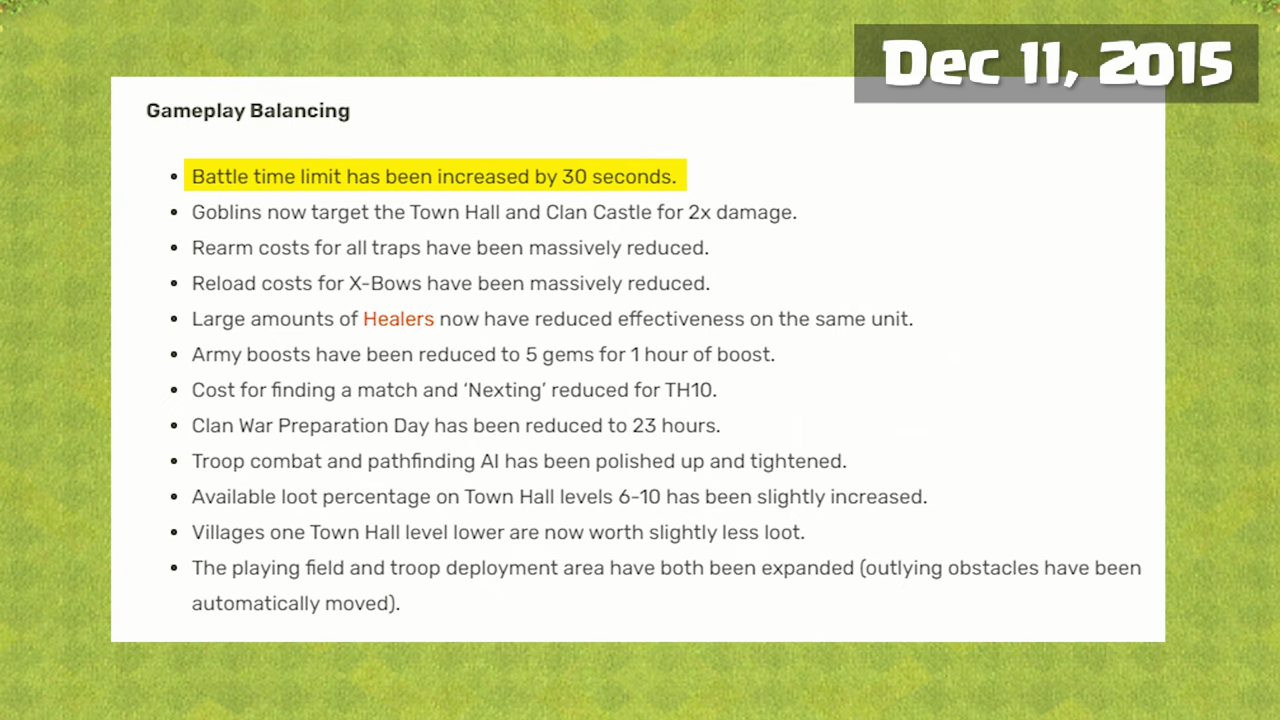 Dec 11, 2015
Gameplay Balancing
• Battle time limit has been increased by 30 seconds.
• Goblins now target the Town Hall and Clan Castle for 2x damage.
• Rearm costs for all traps have been massively reduced.
• Reload costs for X-Bows have been massively reduced.
• Large amounts of Healers now have reduced effectiveness on the same unit.
• Army boosts have been reduced to 5 gems for 1 hour of boost.
• Cost for finding a match and ‘Nexting’ reduced for TH10.
• Clan War Preparation Day has been reduced to 23 hours.
• Troop combat and pathfinding AI has been polished up and tightened.
• Available loot percentage on Town Hall levels 6-10 has been slightly increased.
• Villages one Town Hall level lower are now worth slightly less loot.
• The playing field and troop deployment area have both been expanded (outlying obstacles have been
automatically moved).